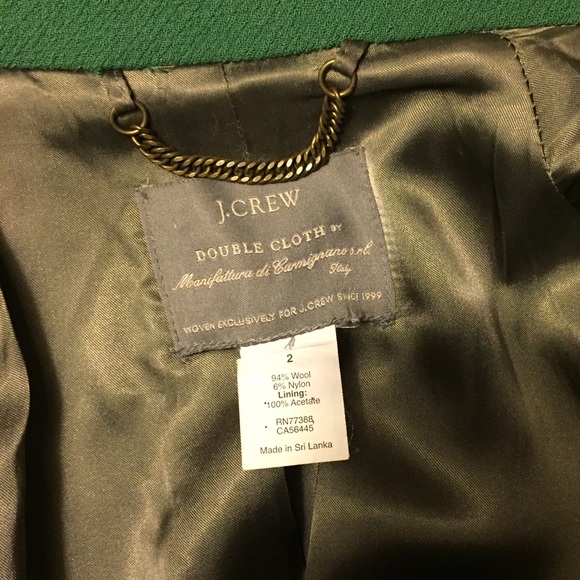 J.CREW
DOUBLE CLOTH BY
Manifattura di Carmignano s.r.l.
Italy
WOVEN EXCLUSIVELY FOR J.CREW SINCE 1999
2
94% Wool
6% Nylon
Lining:
100% Acetate
RN77388
CA56445
Made in Sri Lanka